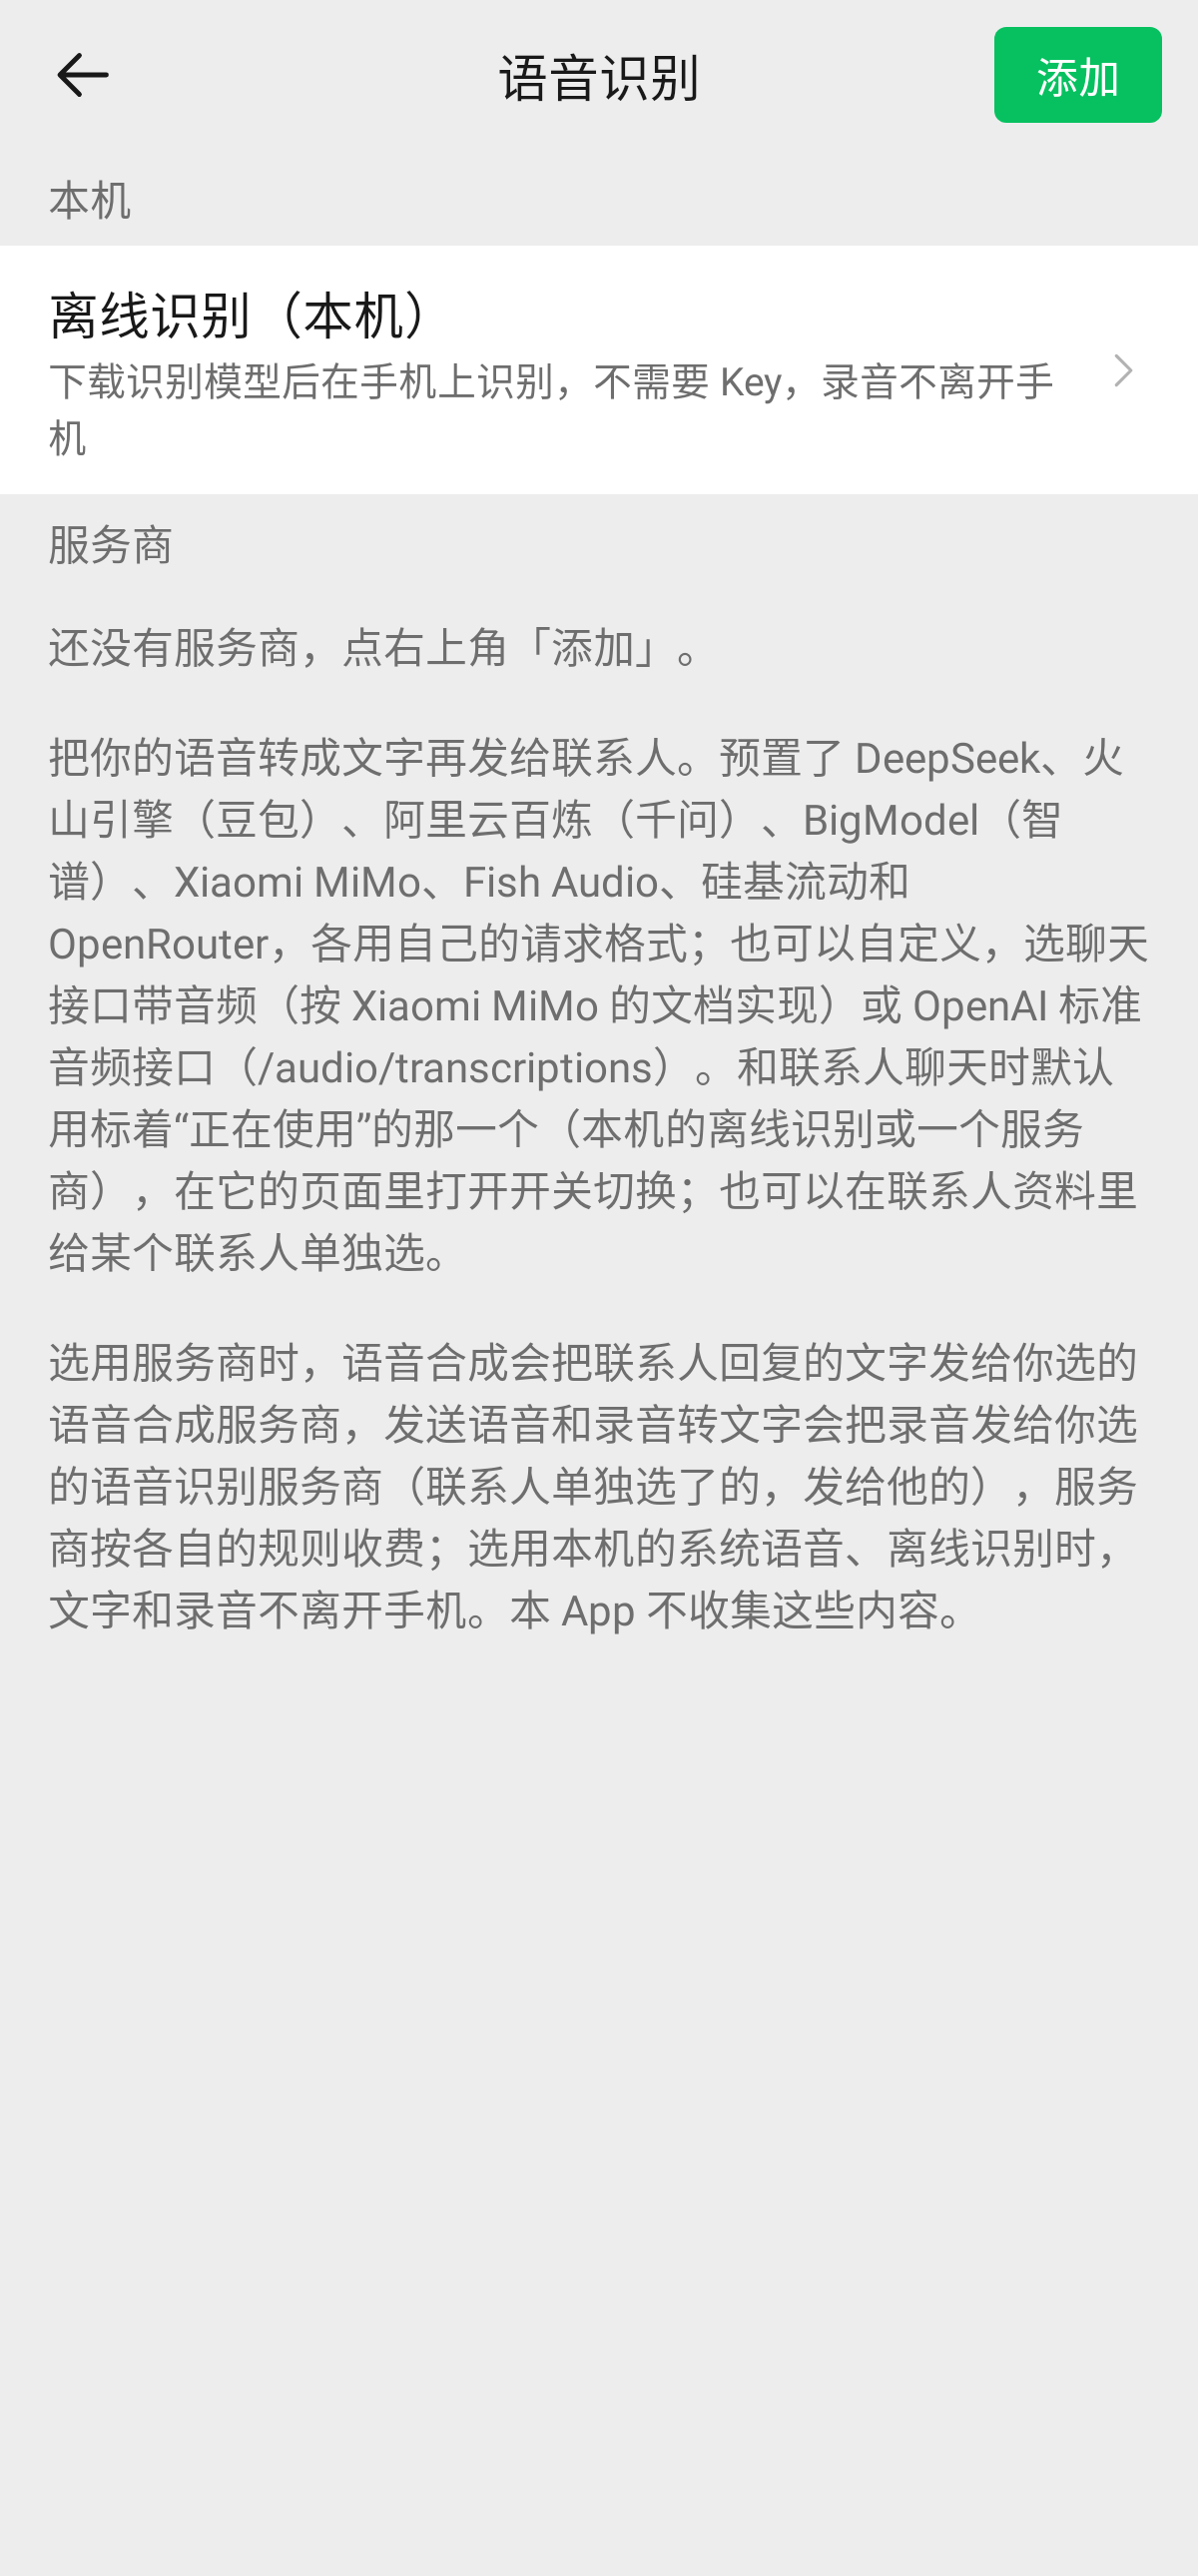 语音识别
添加
本机
离线识别（本机）
下载识别模型后在手机上识别，不需要 Key，录音不离开手
机
服务商
还没有服务商，点右上角「添加」。
把你的语音转成文字再发给联系人。预置了 DeepSeek、火
山引擎（豆包）、阿里云百炼（千问）、BigModel（智
谱）、Xiaomi MiMo、Fish Audio、硅基流动和
OpenRouter，各用自己的请求格式；也可以自定义，选聊天
接口带音频（按 Xiaomi MiMo 的文档实现）或 OpenAI 标准
音频接口（/audio/transcriptions）。和联系人聊天时默认
用标着“正在使用”的那一个（本机的离线识别或一个服务
商），在它的页面里打开开关切换；也可以在联系人资料里
给某个联系人单独选。
选用服务商时，语音合成会把联系人回复的文字发给你选的
语音合成服务商，发送语音和录音转文字会把录音发给你选
的语音识别服务商（联系人单独选了的，发给他的），服务
商按各自的规则收费；选用本机的系统语音、离线识别时，
文字和录音不离开手机。本 App 不收集这些内容。